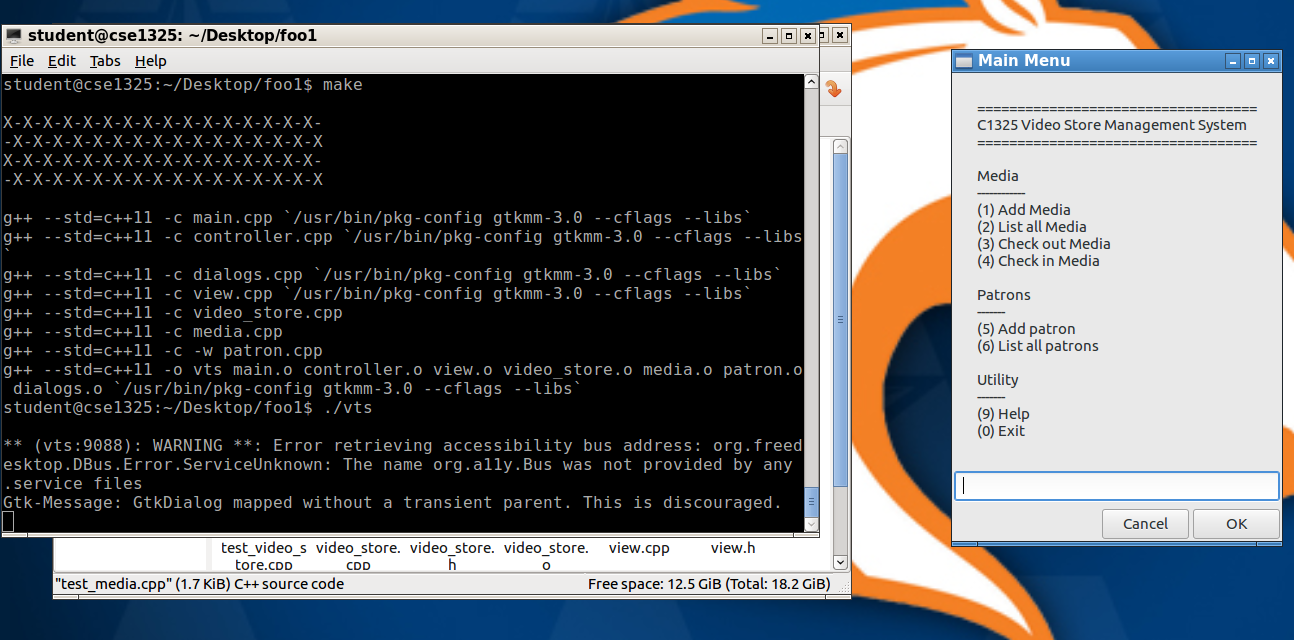 student@cse1325: ~/Desktop/foo1
File Edit Tabs Help
student@cse1325:~/Desktop/foo1$ make
X-X-X-X-X-X-X-X-X-X-X-X-X-X-X-X-
-X-X-X-X-X-X-X-X-X-X-X-X-X-X-X-X
X-X-X-X-X-X-X-X-X-X-X-X-X-X-X-X-
-X-X-X-X-X-X-X-X-X-X-X-X-X-X-X-X
g++ --std=c++11 -c main.cpp `/usr/bin/pkg-config gtkmm-3.0 --cflags --libs`
g++ --std=c++11 -c controller.cpp `/usr/bin/pkg-config gtkmm-3.0 --cflags --libs
`
g++ --std=c++11 -c dialogs.cpp `/usr/bin/pkg-config gtkmm-3.0 --cflags --libs`
g++ --std=c++11 -c view.cpp `/usr/bin/pkg-config gtkmm-3.0 --cflags --libs`
g++ --std=c++11 -c video_store.cpp
g++ --std=c++11 -c media.cpp
g++ --std=c++11 -c -w patron.cpp
g++ --std=c++11 -o vts main.o controller.o view.o video_store.o media.o patron.o
 dialogs.o `/usr/bin/pkg-config gtkmm-3.0 --cflags --libs`
student@cse1325:~/Desktop/foo1$ ./vts
** (vts:9088): WARNING **: Error retrieving accessibility bus address: org.freed
esktop.DBus.Error.ServiceUnknown: The name org.a11y.Bus was not provided by any
.service files
Gtk-Message: GtkDialog mapped without a transient parent. This is discouraged.
test_video_s video_store. video_store. video_store. view.cpp view.h
tore.cpp cpp h o
"test_media.cpp" (1.7 KiB) C++ source code Free space: 12.5 GiB (Total: 18.2 GiB)
Main Menu
===================================
C1325 Video Store Management System
===================================
Media
------------
(1) Add Media
(2) List all Media
(3) Check out Media
(4) Check in Media
Patrons
-------
(5) Add patron
(6) List all patrons
Utility
-------
(9) Help
(0) Exit
Cancel OK